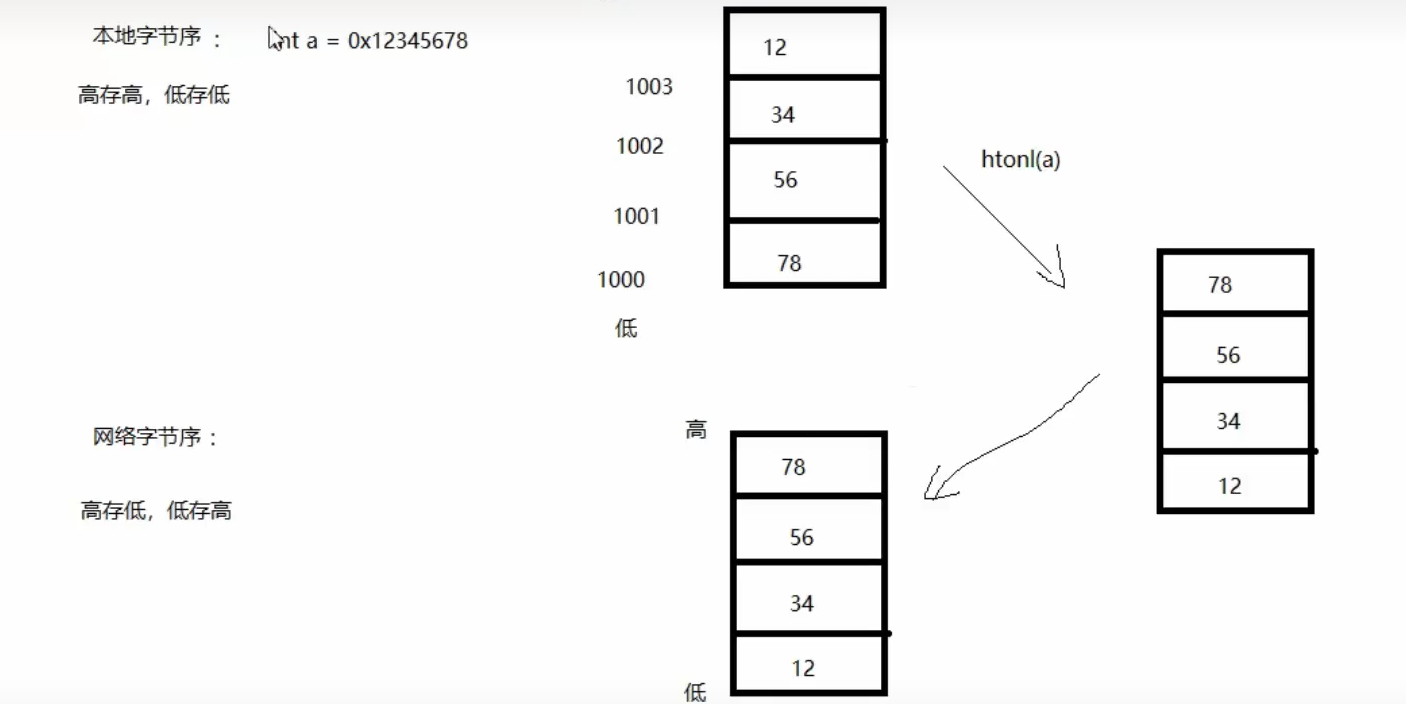 本地字节序 ： int a = 0x12345678
高存高，低存低
12
1003
34
1002
56
1001
78
1000
低
htonl(a)
78
56
34
12
网络字节序 ：
高存低，低存高
高
78
56
34
12
低